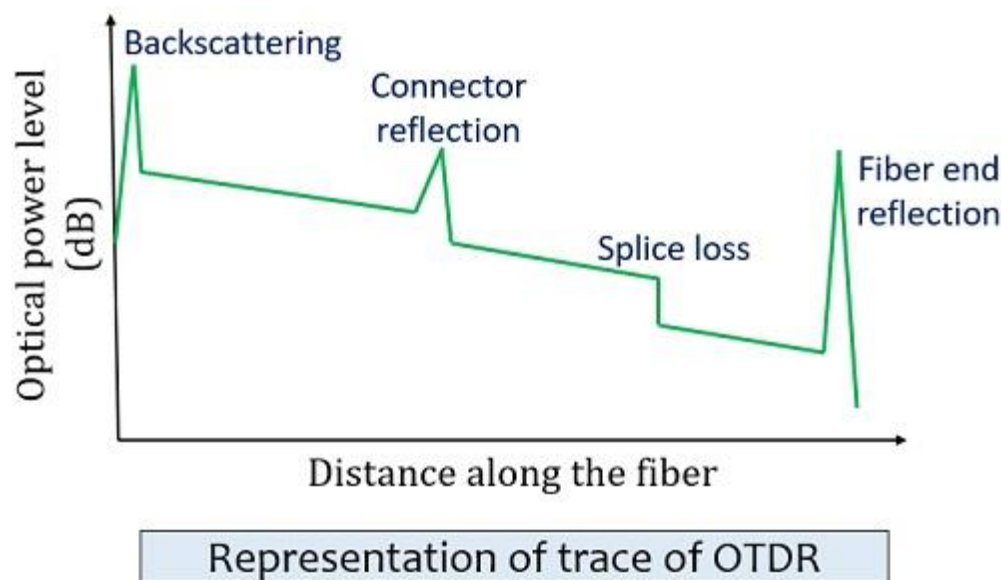 Backscattering
Connector
reflection
Fiber end
reflection
Splice loss
Optical power level
(dB)
Distance along the fiber
Representation of trace of OTDR